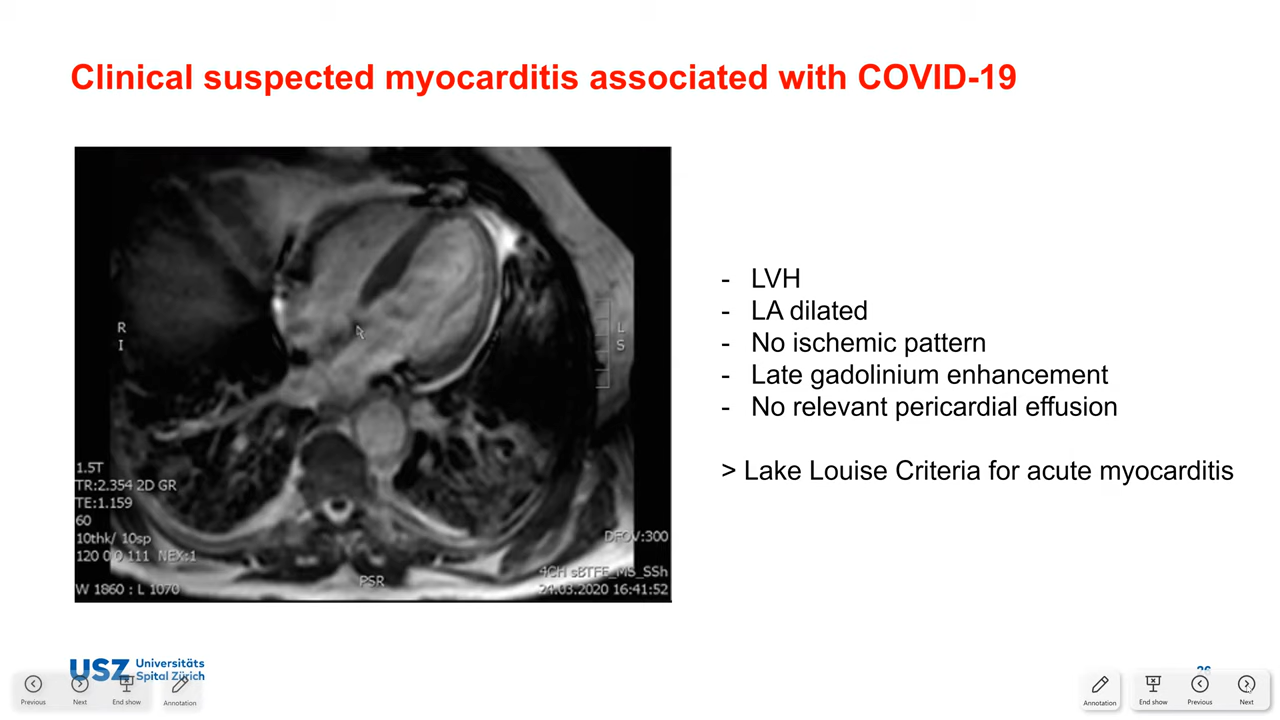 Clinical suspected myocarditis associated with COVID-19
R
I
L
S
1.5T
TR:2.354 2D GR
TE:1.159
60
10thk/ 10sp
120 0 0 111 NEX:1
W 1860 : L 1070
PSR
DFOV:300
4CH sBTFE_MS_SSh
24.03.2020 16:41:52
- LVH
- LA dilated
- No ischemic pattern
- Late gadolinium enhancement
- No relevant pericardial effusion
> Lake Louise Criteria for acute myocarditis
USZ Universitäts
Spital Zürich
Previous Next End show Annotation
Annotation End show Previous Next